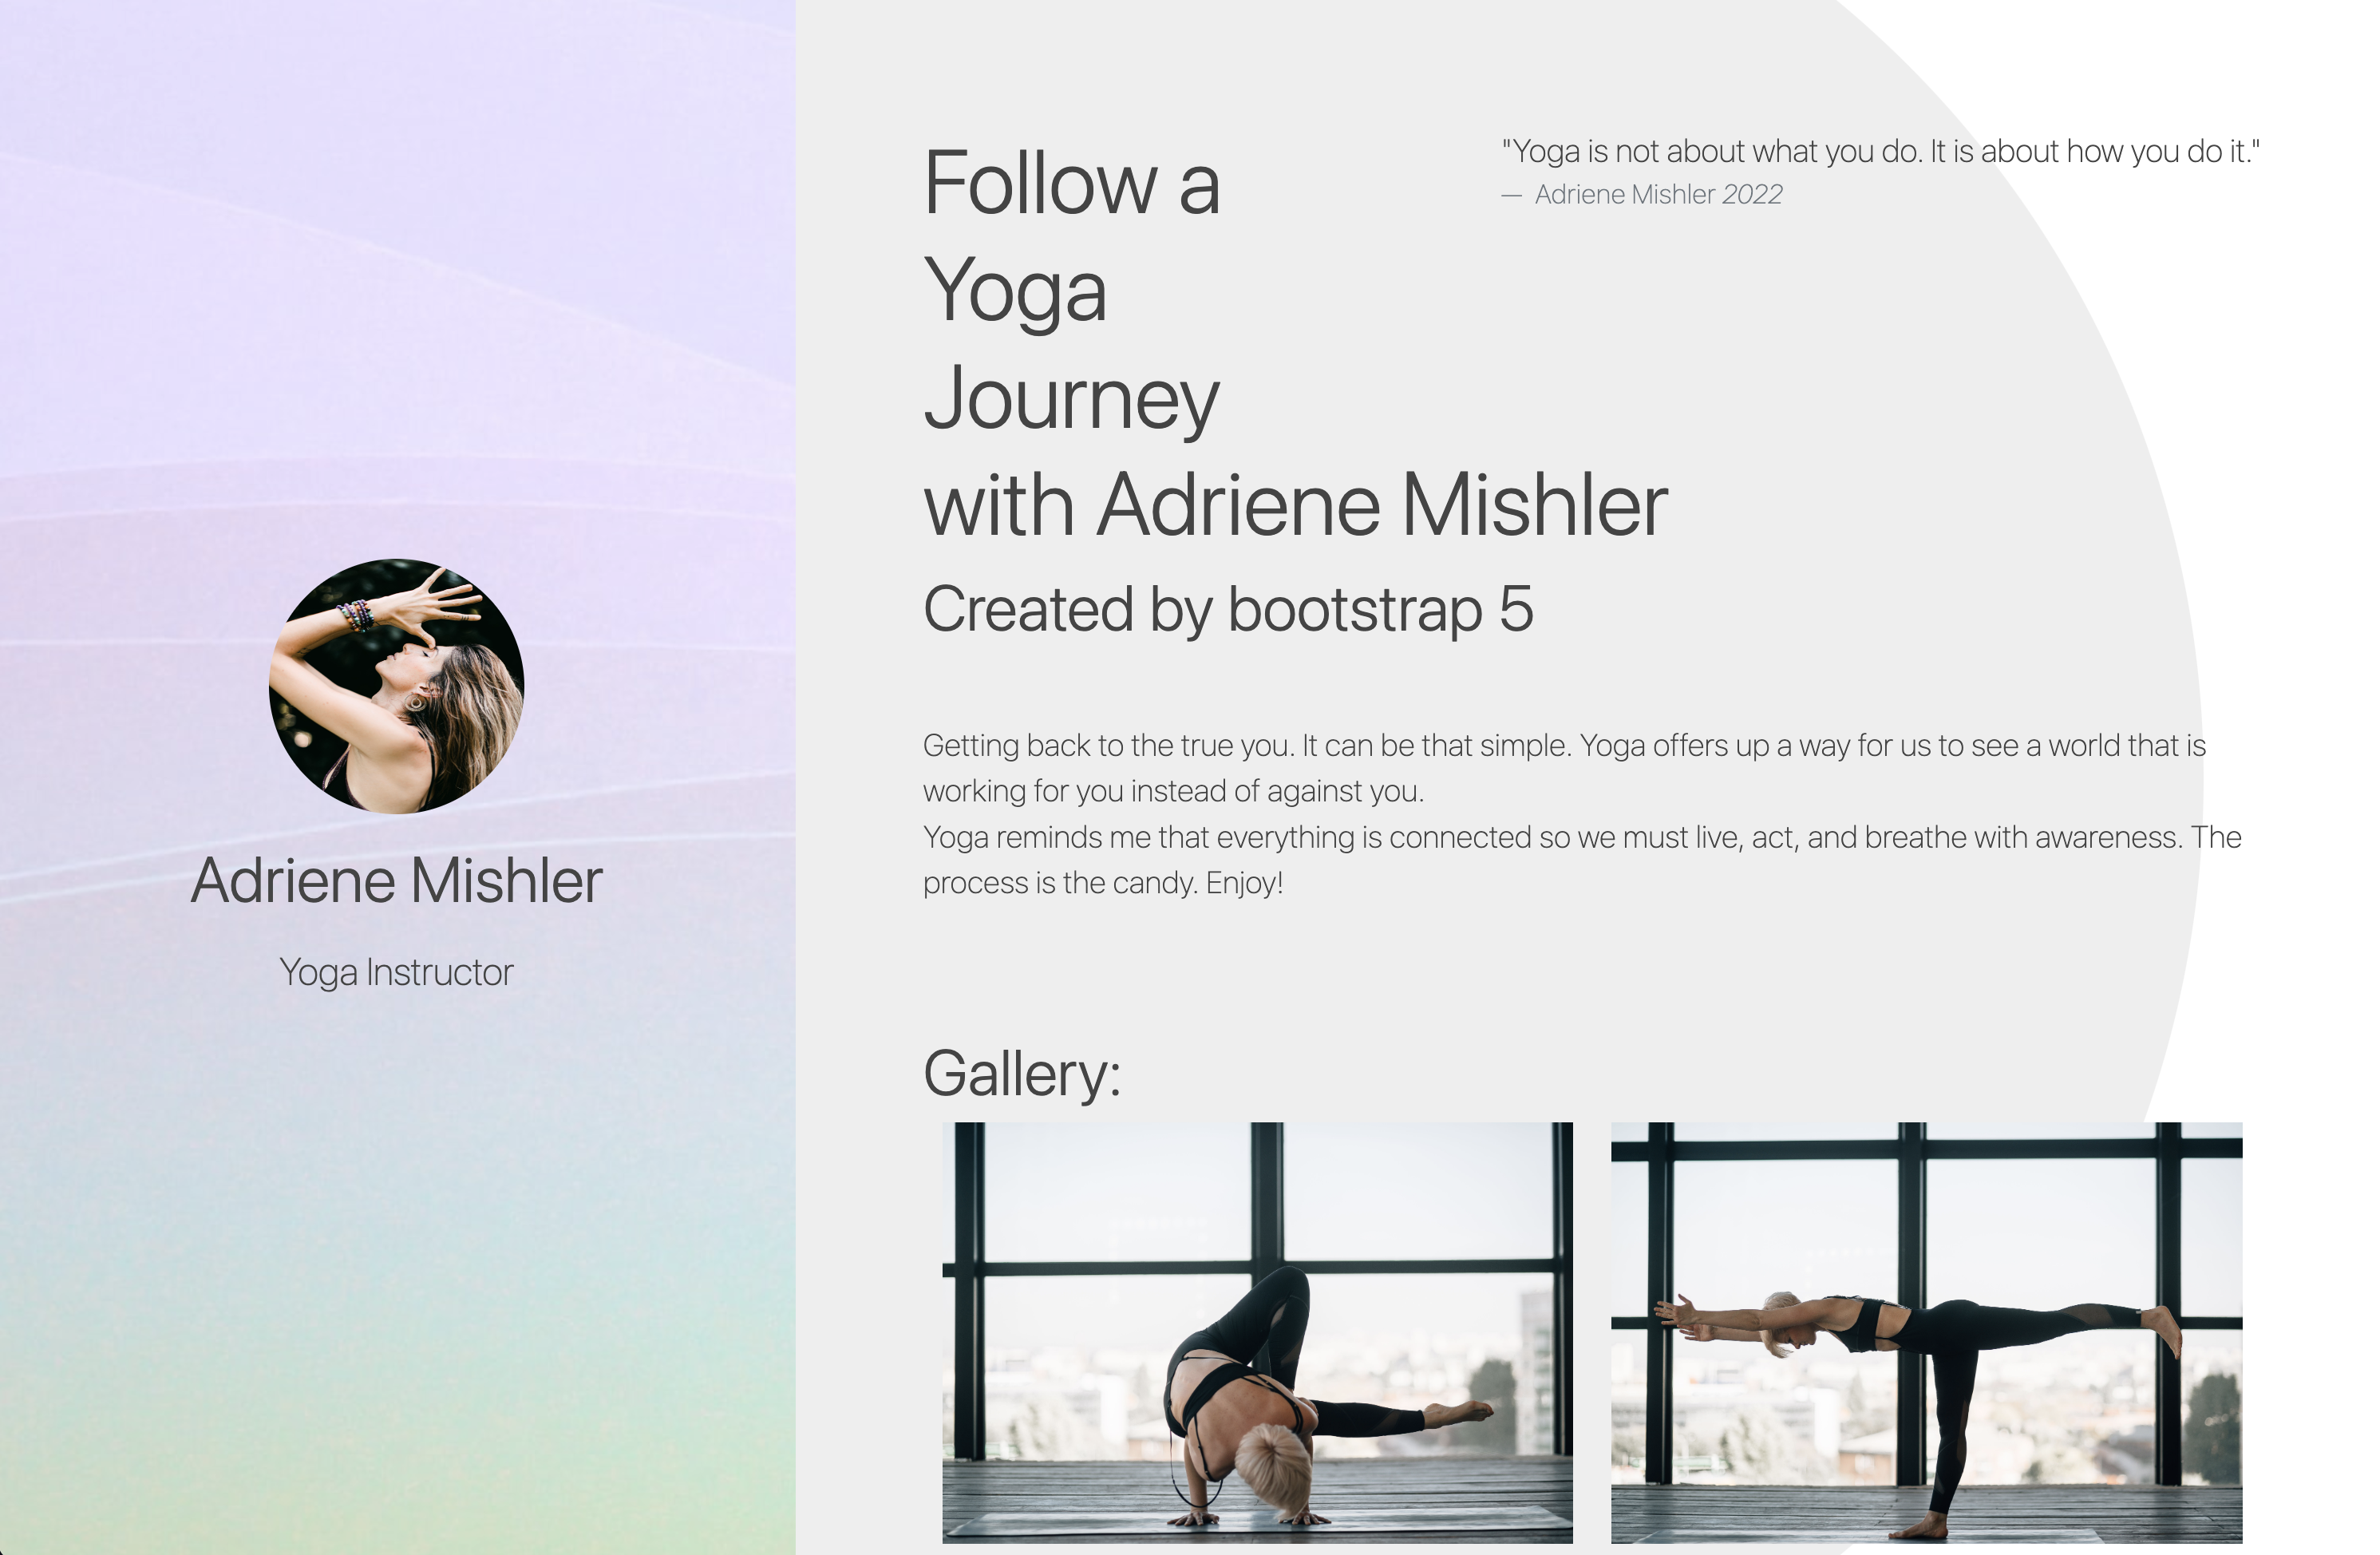 Adriene Mishler
Yoga Instructor
Follow a
Yoga
Journey
with Adriene Mishler
Created by bootstrap 5
"Yoga is not about what you do. It is about how you do it."
— Adriene Mishler 2022
Getting back to the true you. It can be that simple. Yoga offers up a way for us to see a world that is
working for you instead of against you.
Yoga reminds me that everything is connected so we must live, act, and breathe with awareness. The
process is the candy. Enjoy!
Gallery: